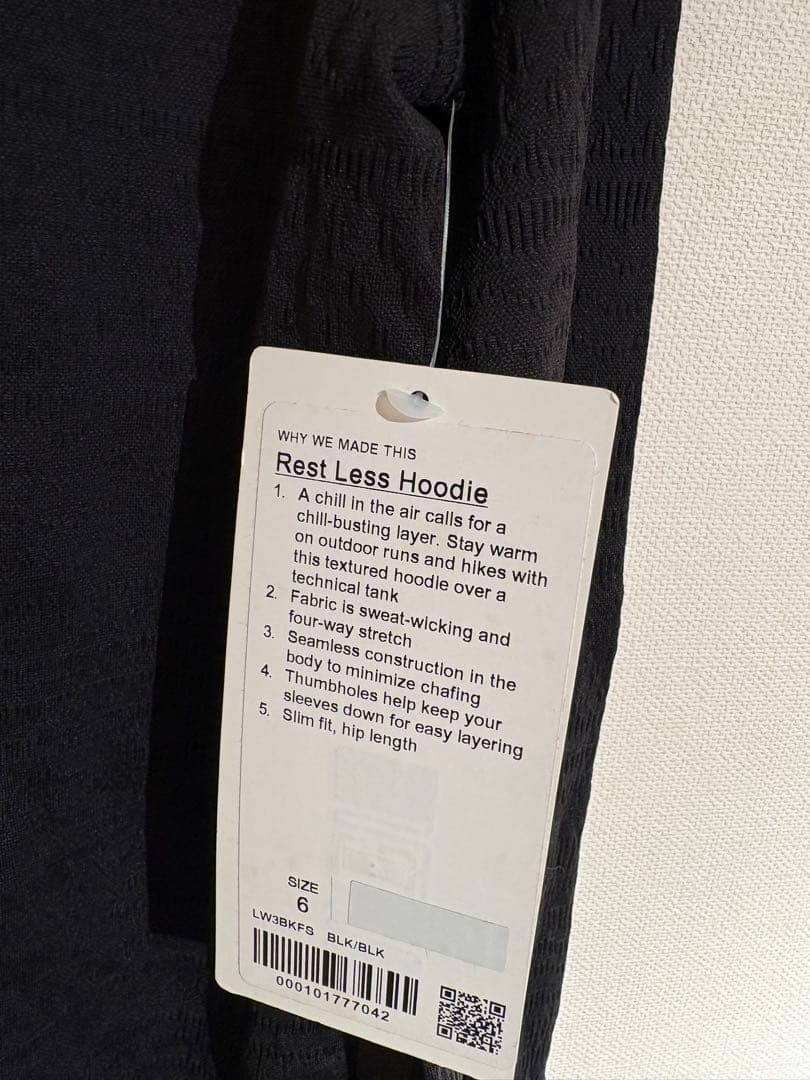 WHY WE MADE THIS
Rest Less Hoodie
1. A chill in the air calls for a
chill-busting layer. Stay warm
on outdoor runs and hikes with
this textured hoodie over a
technical tank
2. Fabric is sweat-wicking and
four-way stretch
3. Seamless construction in the
body to minimize chafing
4. Thumbholes help keep your
sleeves down for easy layering
5. Slim fit, hip length
SIZE
6
LW3BKFS BLK/BLK
000101777042